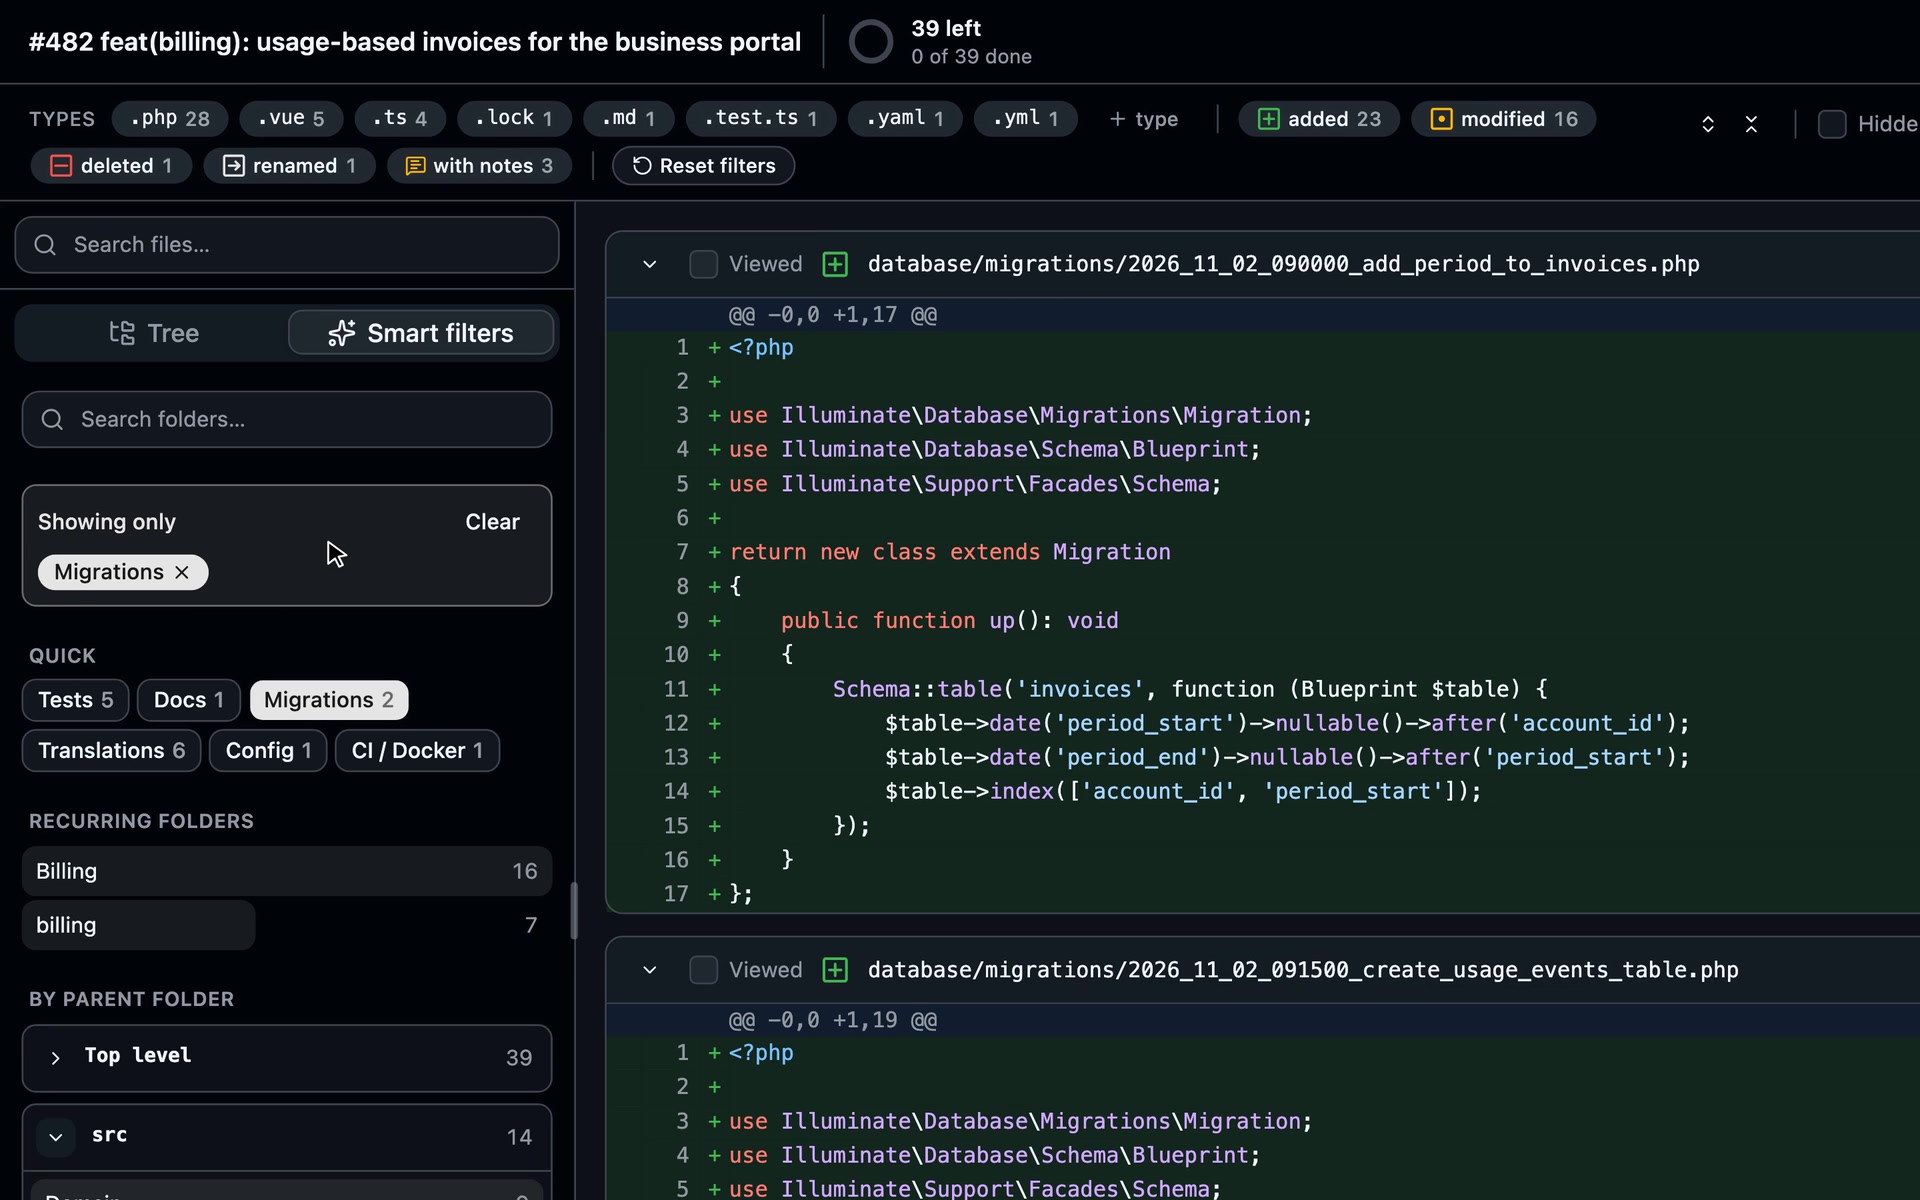 #482 feat(billing): usage-based invoices for the business portal
39 left
0 of 39 done
TYPES .php 28 .vue 5 .ts 4 .lock 1 .md 1 .test.ts 1 .yaml 1 .yml 1 + type added 23 modified 16
Hidde
deleted 1 renamed 1 with notes 3 Reset filters
Search files...
Tree Smart filters
Search folders...
Showing only Clear
Migrations ×
QUICK
Tests 5 Docs 1 Migrations 2
Translations 6 Config 1 CI / Docker 1
RECURRING FOLDERS
Billing 16
billing 7
BY PARENT FOLDER
Top level 39
src 14
Viewed database/migrations/2026_11_02_090000_add_period_to_invoices.php
@@ -0,0 +1,17 @@
1 + <?php
2 +
3 + use Illuminate\Database\Migrations\Migration;
4 + use Illuminate\Database\Schema\Blueprint;
5 + use Illuminate\Support\Facades\Schema;
6 +
7 + return new class extends Migration
8 + {
9 + public function up(): void
10 + {
11 + Schema::table('invoices', function (Blueprint $table) {
12 + $table->date('period_start')->nullable()->after('account_id');
13 + $table->date('period_end')->nullable()->after('period_start');
14 + $table->index(['account_id', 'period_start']);
15 + });
16 + }
17 + };
Viewed database/migrations/2026_11_02_091500_create_usage_events_table.php
@@ -0,0 +1,19 @@
1 + <?php
2 +
3 + use Illuminate\Database\Migrations\Migration;
4 + use Illuminate\Database\Schema\Blueprint;
5 + use Illuminate\Support\Facades\Schema;